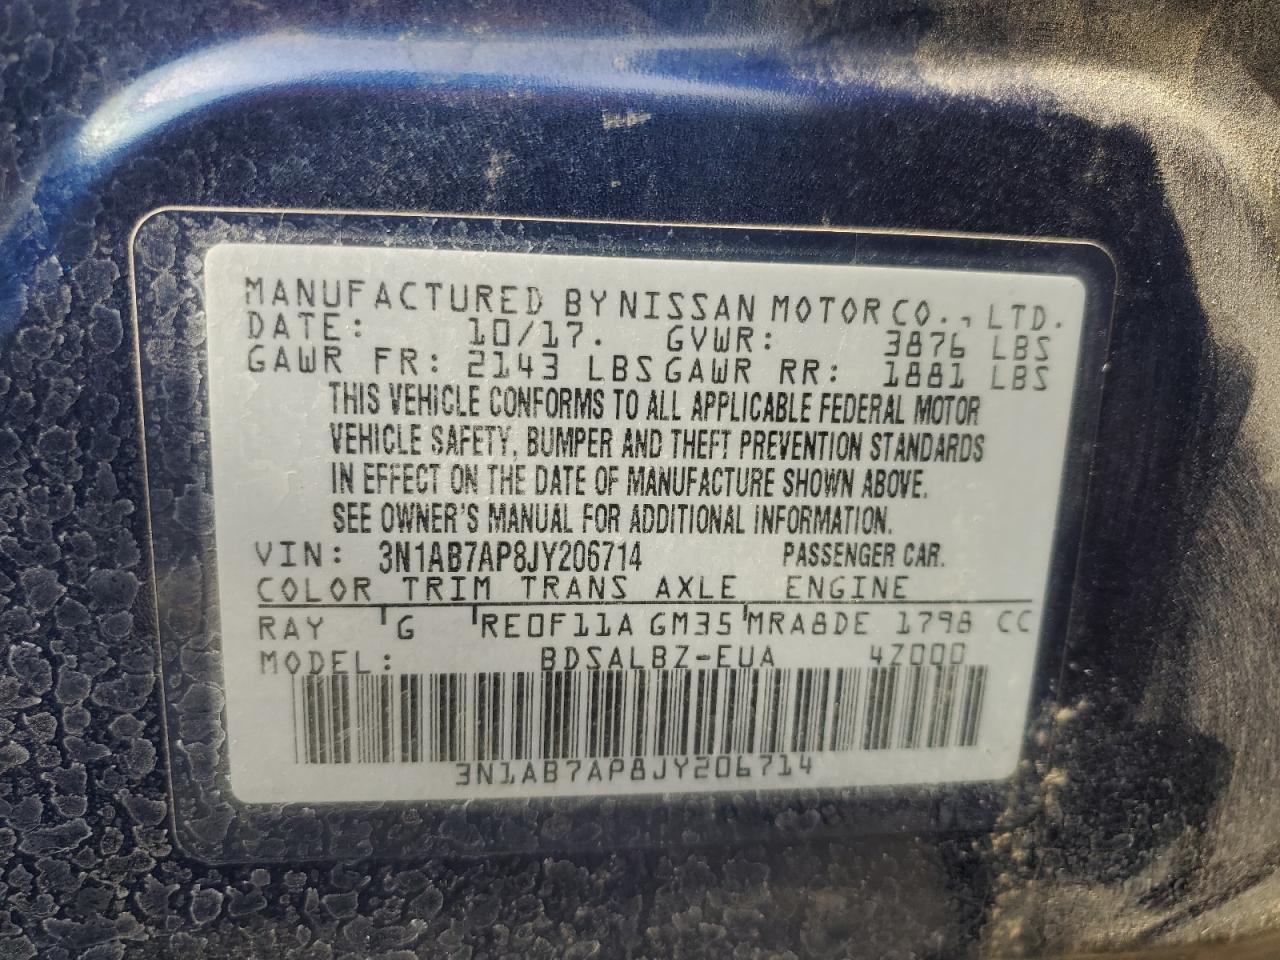 MANUFACTURED BY NISSAN MOTOR CO., LTD.
DATE: 10/17. GVWR: 3876 LBS
GAWR FR: 2143 LBS GAWR RR: 1881 LBS
THIS VEHICLE CONFORMS TO ALL APPLICABLE FEDERAL MOTOR
VEHICLE SAFETY, BUMPER AND THEFT PREVENTION STANDARDS
IN EFFECT ON THE DATE OF MANUFACTURE SHOWN ABOVE.
SEE OWNER'S MANUAL FOR ADDITIONAL INFORMATION.
VIN: 3N1AB7AP8JY206714 PASSENGER CAR.
COLOR TRIM TRANS AXLE ENGINE
RAY G RE0F11A GM35 MRA8DE 1798 CC
MODEL: BDSALBZ-EUA 4Z000
3N1AB7AP8JY206714